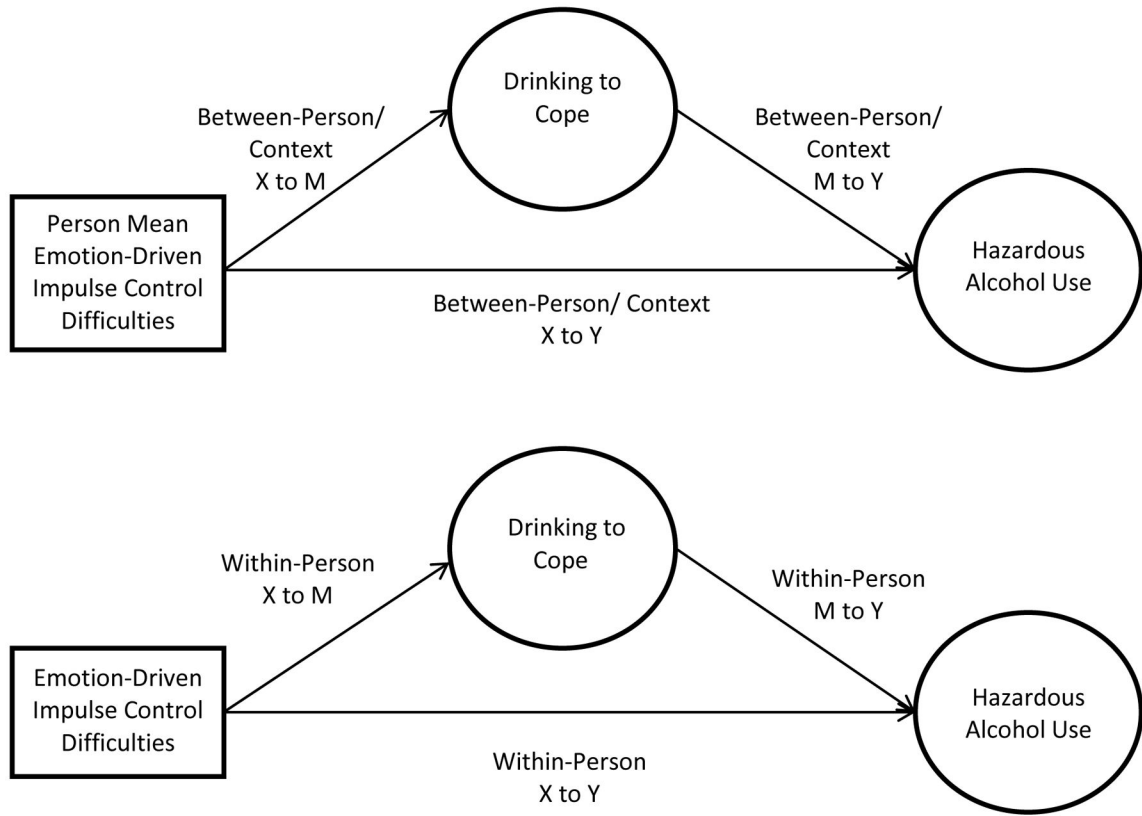 Drinking to
Cope
Between-Person/
Context
X to M
Between-Person/
Context
M to Y
Person Mean
Emotion-Driven
Impulse Control
Difficulties
Hazardous
Alcohol Use
Between-Person/ Context
X to Y
Drinking to
Cope
Within-Person
X to M
Within-Person
M to Y
Emotion-Driven
Impulse Control
Difficulties
Hazardous
Alcohol Use
Within-Person
X to Y